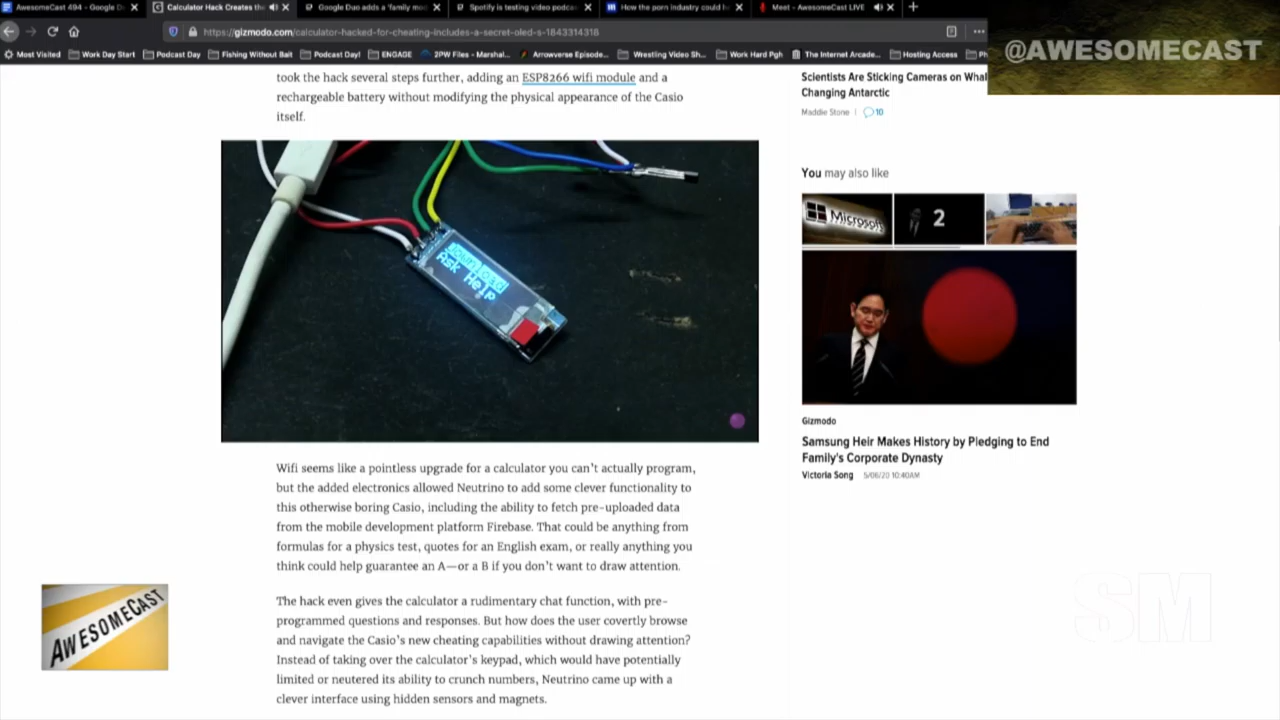 AwesomeCast 494 - Google D
Calculator Hack Creates the
Google Duo adds a 'family mo
Spotify is testing video podcas
How the porn industry could h
Meet - AwesomeCast LIVE
https://gizmodo.com/calculator-hacked-for-cheating-includes-a-secret-oled-s-1843314318
Most Visited
Work Day Start
Podcast Day
Fishing Without Bait
Podcast Day!
ENGAGE
2PW Files - Marshal...
Arrowverse Episode...
Wrestling Video Sh...
Work Hard Pgh
The Internet Arcade...
Hosting Access
@AWESOMECAST
took the hack several steps further, adding an ESP8266 wifi module and a
rechargeable battery without modifying the physical appearance of the Casio
itself.
Ask Help
Wifi seems like a pointless upgrade for a calculator you can't actually program,
but the added electronics allowed Neutrino to add some clever functionality to
this otherwise boring Casio, including the ability to fetch pre-uploaded data
from the mobile development platform Firebase. That could be anything from
formulas for a physics test, quotes for an English exam, or really anything you
think could help guarantee an A—or a B if you don't want to draw attention.
The hack even gives the calculator a rudimentary chat function, with pre-
programmed questions and responses. But how does the user covertly browse
and navigate the Casio's new cheating capabilities without drawing attention?
Instead of taking over the calculator's keypad, which would have potentially
limited or neutered its ability to crunch numbers, Neutrino came up with a
clever interface using hidden sensors and magnets.
Scientists Are Sticking Cameras on Whal
Changing Antarctic
Maddie Stone | 10
You may also like
Microsoft
2
Gizmodo
Samsung Heir Makes History by Pledging to End
Family's Corporate Dynasty
Victoria Song 5/06/20 10:40AM
AWESOMECAST
SM